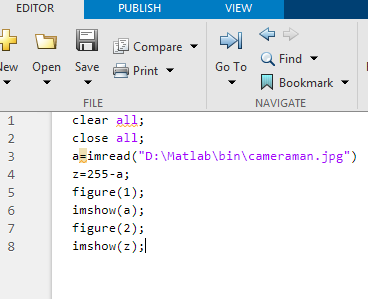 EDITOR PUBLISH VIEW
New Open Save Compare Print Go To Find Bookmark
FILE NAVIGATE
1 clear all;
2 close all;
3 a=imread("D:\Matlab\bin\cameraman.jpg")
4 z=255-a;
5 figure(1);
6 imshow(a);
7 figure(2);
8 imshow(z);